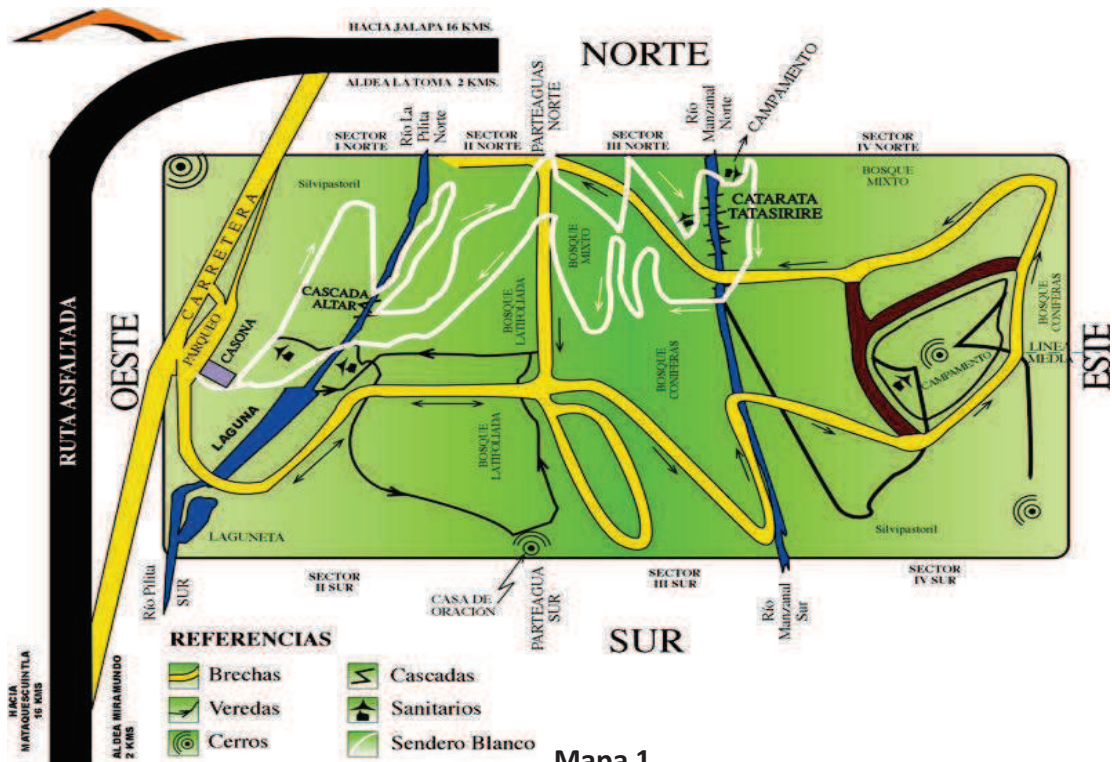 HACIA JALAPA 16 KMS.
ALDEA LA TOMA 2 KMS.
NORTE
CAMPAMENTO
PARTEAGUAS
NORTE
Río La
Pilita
Norte
Río
Manzanal
Norte
SECTOR
I NORTE
SECTOR
II NORTE
SECTOR
III NORTE
SECTOR
IV NORTE
BOSQUE
MIXTO
Silvipastoril
CATARATA
TATASIRIRE
CARRETERA
BOSQUE
MIXTO
CASCADA
ALTAR
BOSQUE
LATIFOLIADA
BOSQUE
CONIFERAS
OESTE
PARQUEO
CASONA
BOSQUE
CONIFERAS
LINEA
MEDIA
ESTE
CAMPAMENTO
RUTA ASFALTADA
LAGUNA
BOSQUE
LATIFOLIADA
LAGUNETA
Silvipastoril
Río Pilita
SUR
SECTOR
II SUR
CASA DE
ORACIÓN
PARTEAGUA
SUR
SECTOR
III SUR
Río
Manzanal
Sur
SECTOR
IV SUR
SUR
REFERENCIAS
Brechas
Cascadas
Veredas
Sanitarios
Cerros
Sendero Blanco
HACIA
MATAQUESCUINTLA
16 KMS
ALDEA MIRAMUNDO
2 KMS
Mapa 1